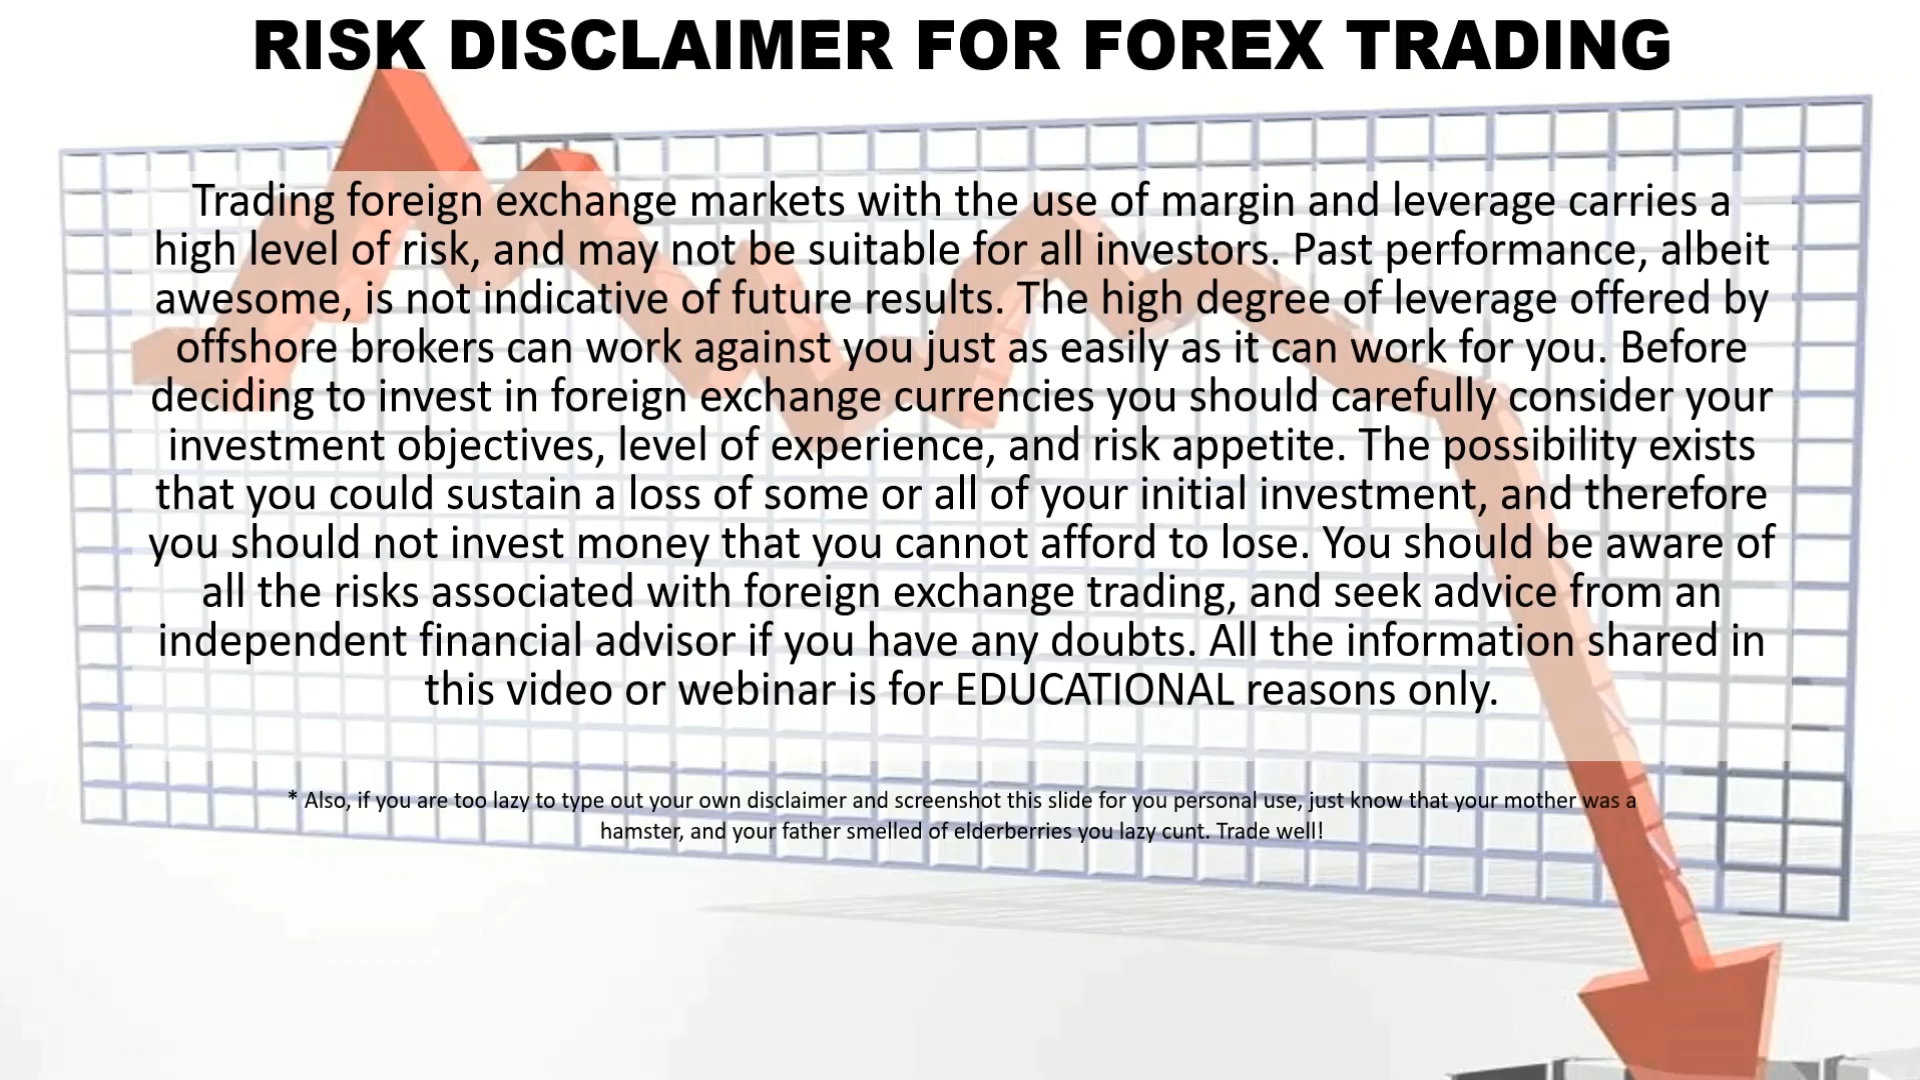 RISK DISCLAIMER FOR FOREX TRADING
Trading foreign exchange markets with the use of margin and leverage carries a
high level of risk, and may not be suitable for all investors. Past performance, albeit
awesome, is not indicative of future results. The high degree of leverage offered by
offshore brokers can work against you just as easily as it can work for you. Before
deciding to invest in foreign exchange currencies you should carefully consider your
investment objectives, level of experience, and risk appetite. The possibility exists
that you could sustain a loss of some or all of your initial investment, and therefore
you should not invest money that you cannot afford to lose. You should be aware of
all the risks associated with foreign exchange trading, and seek advice from an
independent financial advisor if you have any doubts. All the information shared in
this video or webinar is for EDUCATIONAL reasons only.
* Also, if you are too lazy to type out your own disclaimer and screenshot this slide for you personal use, just know that your mother was a
hamster, and your father smelled of elderberries you lazy cunt. Trade well!